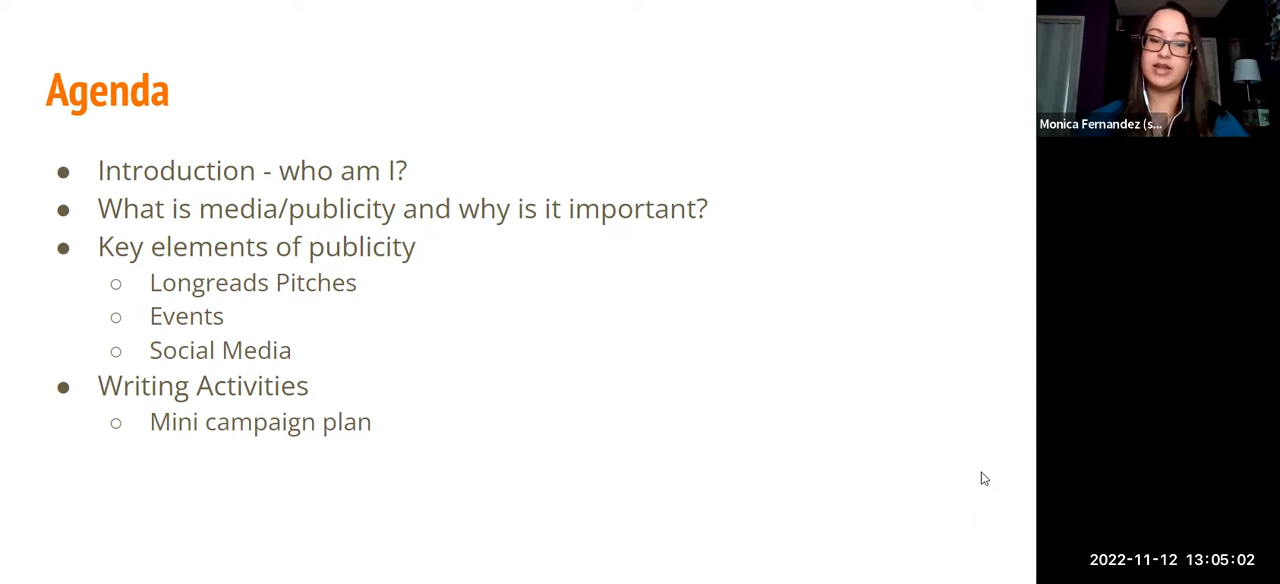 Agenda
● Introduction - who am I?
● What is media/publicity and why is it important?
● Key elements of publicity
○ Longreads Pitches
○ Events
○ Social Media
● Writing Activities
○ Mini campaign plan
Monica Fernandez (s...
2022-11-12 13:05:02